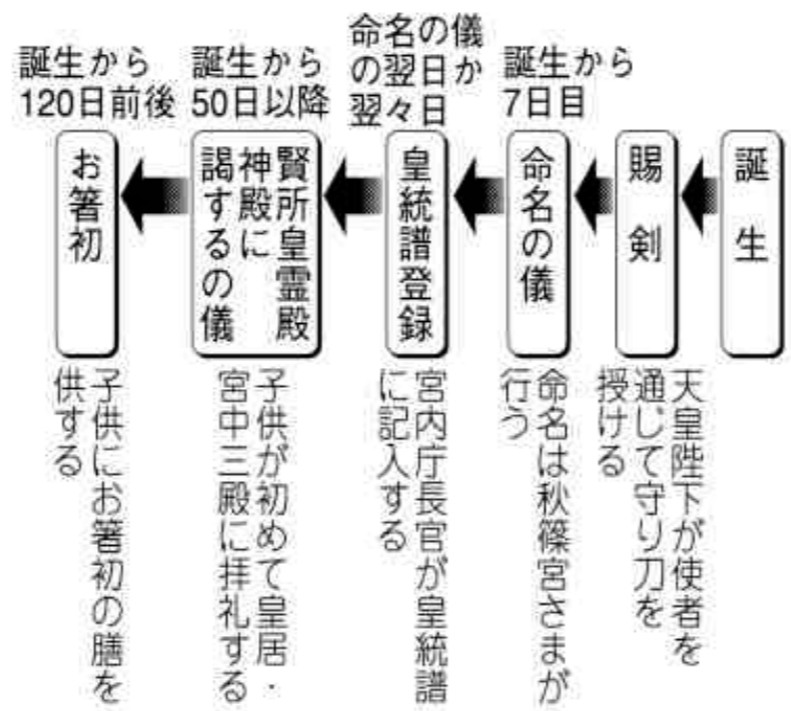 誕生
賜剣
天皇陛下が使者を
通じて守り刀を
授ける
誕生から
7日目
命名の儀
命名は秋篠宮さまが
行う
命名の儀
の翌日か
翌々日
皇統譜登録
宮内庁長官が皇統譜
に記入する
誕生から
50日以降
賢所皇霊殿
神殿に
謁するの儀
子供が初めて皇居・
宮中三殿に拝礼する
誕生から
120日前後
お箸初
子供にお箸初の膳を
供する